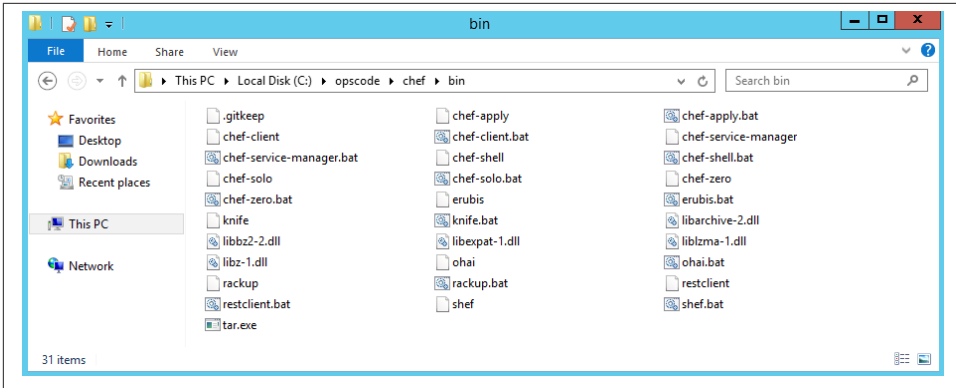 bin
File Home Share View
This PC Local Disk (C:) opscode chef bin Search bin
Favorites
Desktop
Downloads
Recent places
This PC
Network
.gitkeep chef-apply chef-apply.bat
chef-client chef-client.bat chef-service-manager
chef-service-manager.bat chef-shell chef-shell.bat
chef-solo chef-solo.bat chef-zero
chef-zero.bat erubis erubis.bat
knife knife.bat libarchive-2.dll
libbz2-2.dll libexpat-1.dll liblzma-1.dll
libz-1.dll ohai ohai.bat
rackup rackup.bat restclient
restclient.bat shef shef.bat
tar.exe
31 items